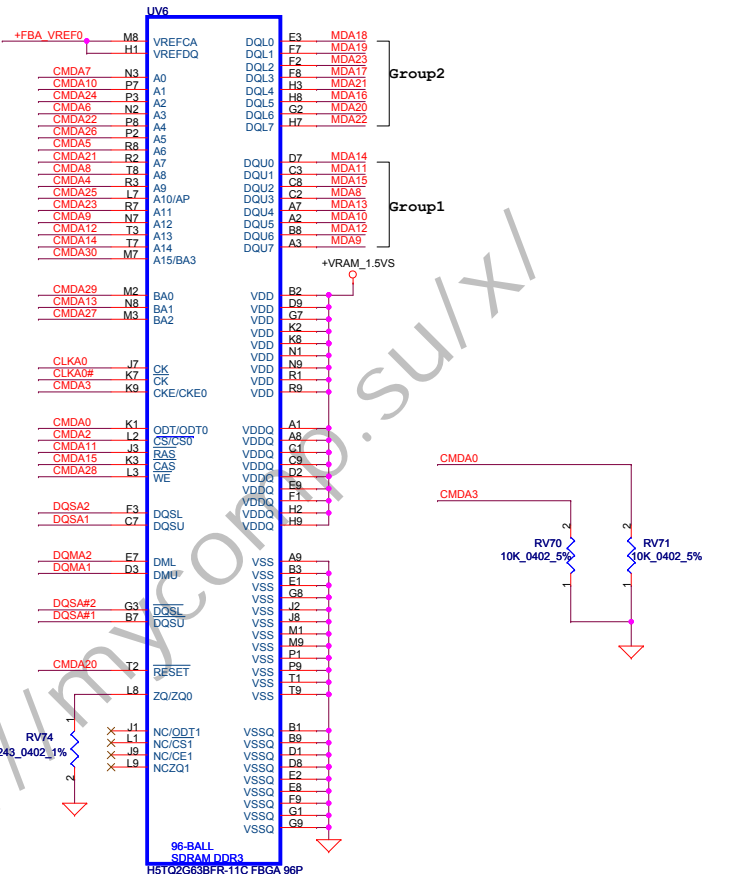 UV6
+FBA_VREF0 M8 VREFCA DQL0 E3 MDA18
H1 VREFDQ DQL1 F7 MDA19
DQL2 F2 MDA23
CMDA7 N3 A0 DQL3 F8 MDA17
CMDA10 P7 A1 DQL4 H3 MDA21
CMDA24 P3 A2 DQL5 H8 MDA16
CMDA6 N2 A3 DQL6 G2 MDA20
CMDA22 P8 A4 DQL7 H7 MDA22
Group2
CMDA26 P2 A5
CMDA5 R8 A6
CMDA21 R2 A7 DQU0 D7 MDA14
CMDA8 T8 A8 DQU1 C3 MDA11
CMDA4 R3 A9 DQU2 C8 MDA15
CMDA25 L7 A10/AP DQU3 C2 MDA8
CMDA23 R7 A11 DQU4 A7 MDA13
CMDA9 N7 A12 DQU5 A2 MDA10
CMDA12 T3 A13 DQU6 B8 MDA12
CMDA14 T7 A14 DQU7 A3 MDA9
Group1
CMDA30 M7 A15/BA3
+VRAM_1.5VS
CMDA29 M2 BA0 VDD B2
CMDA13 N8 BA1 VDD D9
CMDA27 M3 BA2 VDD G7
VDD K2
VDD K8
VDD N1
CLKA0 J7 CK VDD N9
CLKA0# K7 CK VDD R1
CMDA3 K9 CKE/CKE0 VDD R9
CMDA0 K1 ODT/ODT0 VDDQ A1
CMDA2 L2 CS/CS0 VDDQ A8
CMDA11 J3 RAS VDDQ C1
CMDA15 K3 CAS VDDQ C9
CMDA28 L3 WE VDDQ D2
VDDQ E9
VDDQ F1
DQSA2 F3 DQSL VDDQ H2
DQSA1 C7 DQSU VDDQ H9
CMDA0
CMDA3
2 2
RV70 RV71
10K_0402_5% 10K_0402_5%
1 1
DQMA2 E7 DML VSS A9
DQMA1 D3 DMU VSS B3
VSS E1
VSS G8
DQSA#2 G3 DQSL VSS J2
DQSA#1 B7 DQSU VSS J8
VSS M1
VSS M9
VSS P1
CMDA20 T2 RESET VSS P9
VSS T1
L8 ZQ/ZQ0 VSS T9
1
RV74
243_0402_1%
2
J1 NC/ODT1 VSSQ B1
L1 NC/CS1 VSSQ B9
J9 NC/CE1 VSSQ D1
L9 NCZQ1 VSSQ D8
VSSQ E2
VSSQ E8
VSSQ F9
VSSQ G1
VSSQ G9
96-BALL
SDRAM DDR3
H5TQ2G63BFR-11C FBGA 96P
//mycomp.su/x/